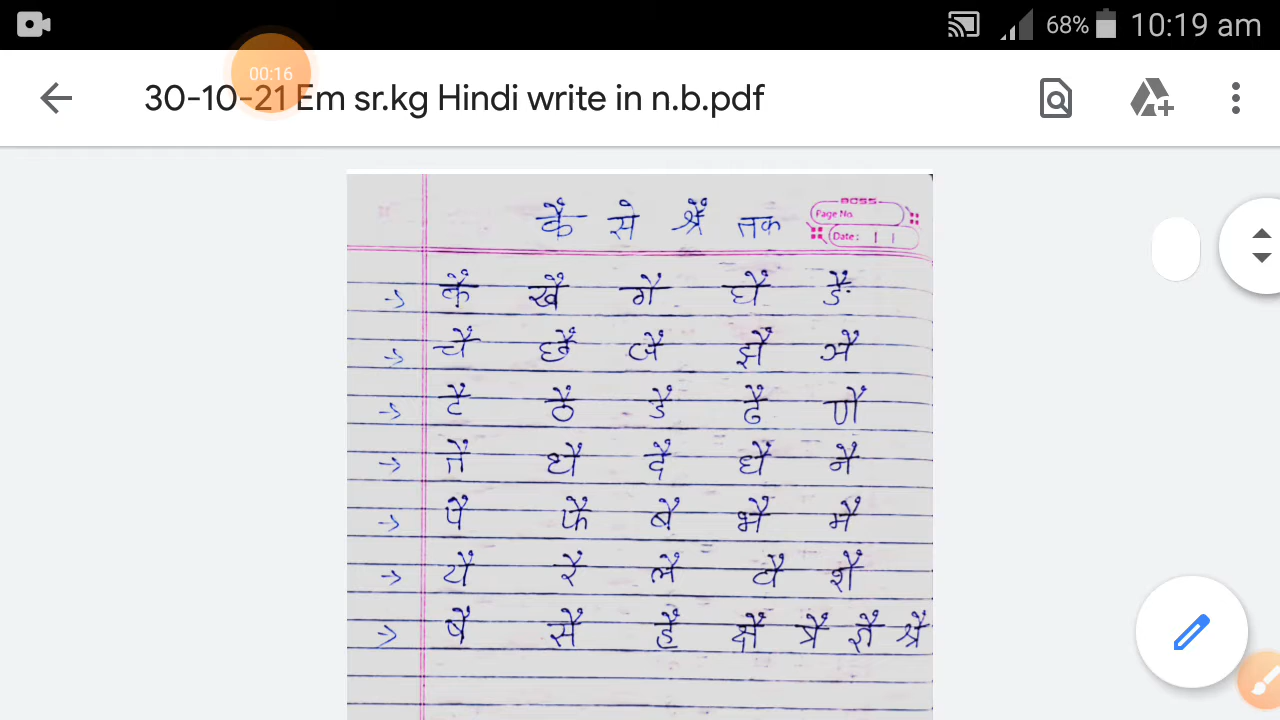 00:16
68% 10:19 am
30-10-21 Em sr.kg Hindi write in n.b.pdf
BOSS
Page No.
Date :
कैं से श्रैं तक
→ कैं खैं गैं घैं ङैं
→ चैं छैं जैं झैं ञैं
→ टैं ठैं डैं ढैं णैं
→ तैं थैं दैं धैं नैं
→ पैं फैं बैं भैं मैं
→ यैं रैं लैं वैं शैं
→ षैं सैं हैं क्षैं त्रैं ज्ञैं श्रैं